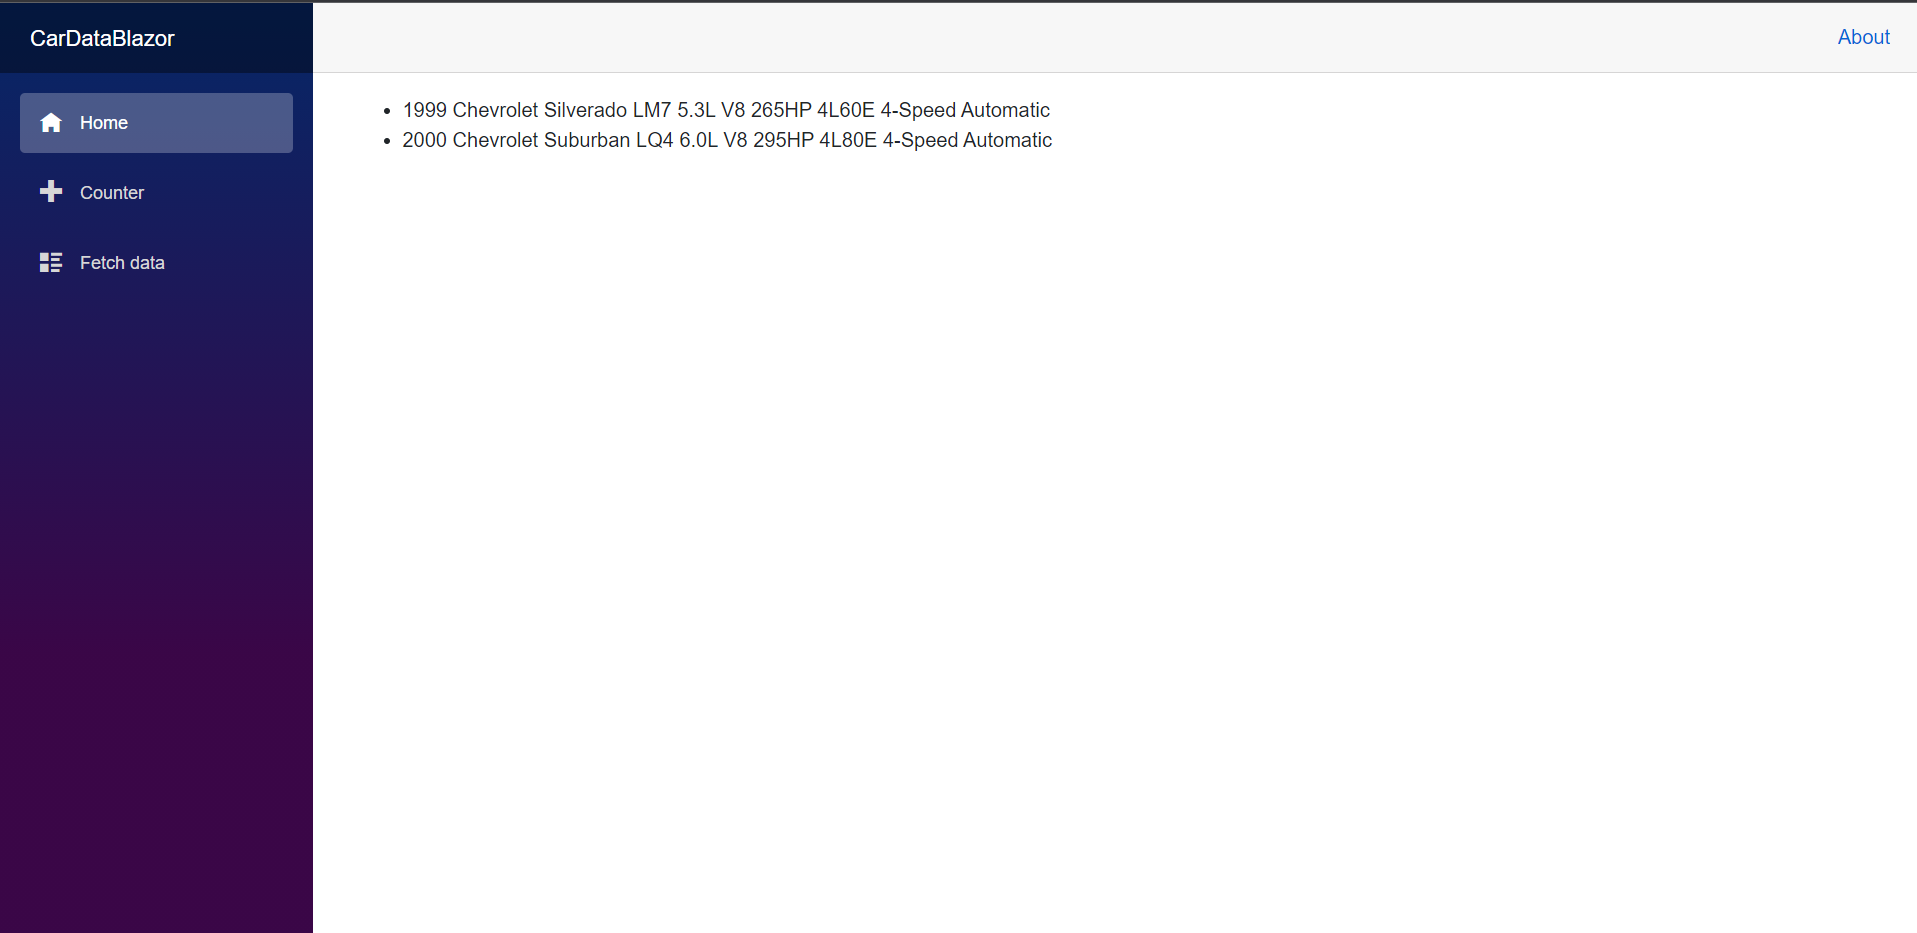 CarDataBlazor
About
Home
Counter
Fetch data
1999 Chevrolet Silverado LM7 5.3L V8 265HP 4L60E 4-Speed Automatic
2000 Chevrolet Suburban LQ4 6.0L V8 295HP 4L80E 4-Speed Automatic